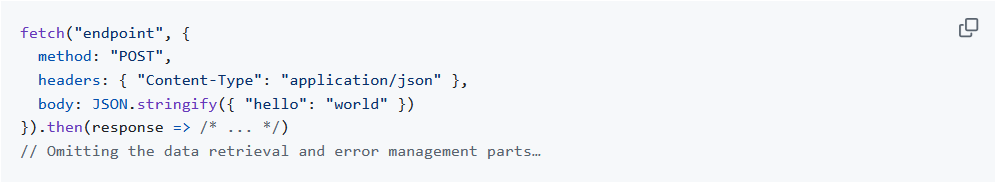 fetch("endpoint", {
  method: "POST",
  headers: { "Content-Type": "application/json" },
  body: JSON.stringify({ "hello": "world" })
}).then(response => /* ... */)
// Omitting the data retrieval and error management parts…